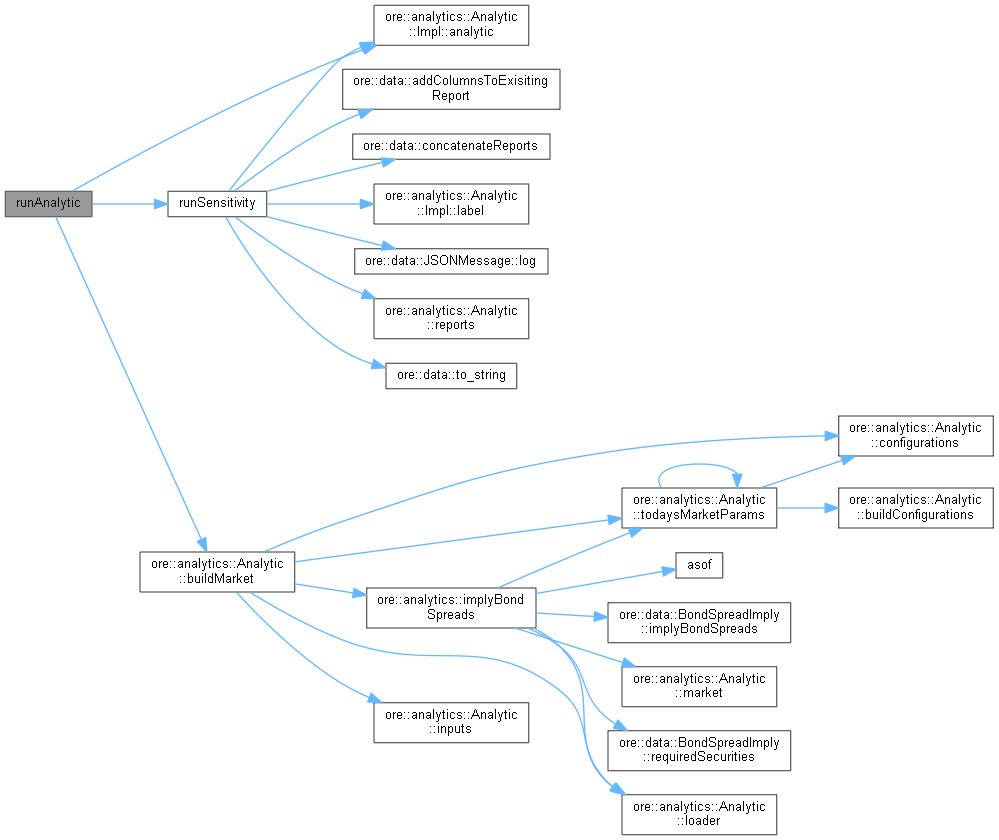 ore::analytics::Analytic
::Impl::analytic
ore::data::addColumnsToExisiting
Report
ore::data::concatenateReports
runAnalytic
runSensitivity
ore::analytics::Analytic
::Impl::label
ore::data::JSONMessage::log
ore::analytics::Analytic
::reports
ore::data::to_string
ore::analytics::Analytic
::configurations
ore::analytics::Analytic
::todaysMarketParams
ore::analytics::Analytic
::buildConfigurations
ore::analytics::Analytic
::buildMarket
asof
ore::analytics::implyBond
Spreads
ore::data::BondSpreadImply
::implyBondSpreads
ore::analytics::Analytic
::market
ore::analytics::Analytic
::inputs
ore::data::BondSpreadImply
::requiredSecurities
ore::analytics::Analytic
::loader